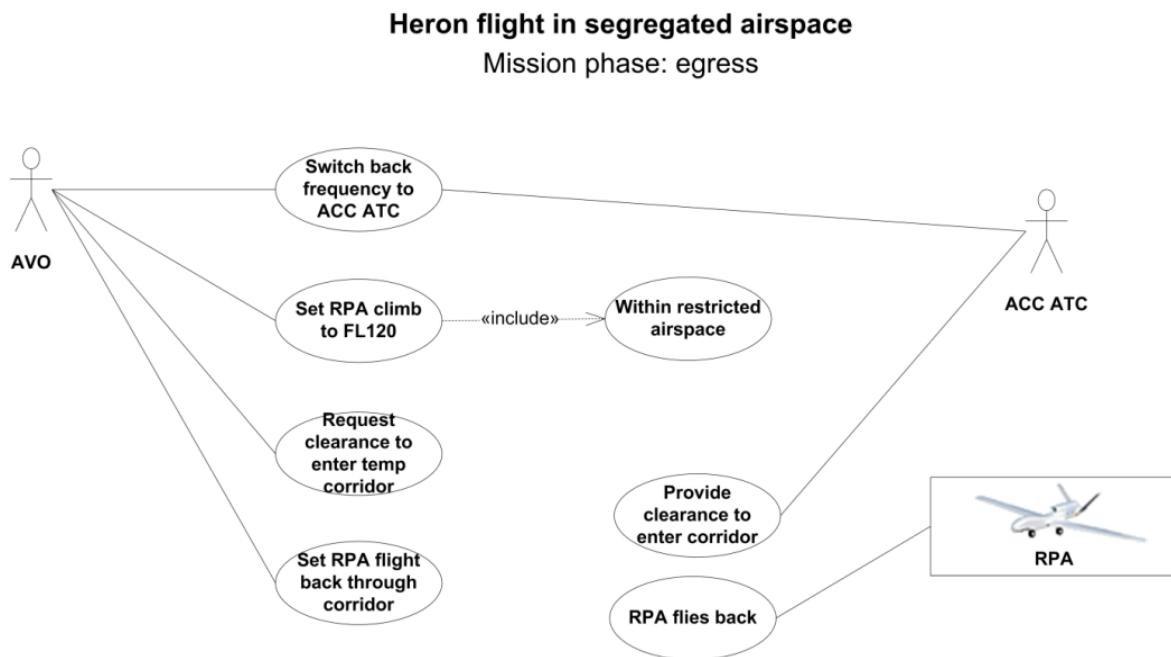 Heron flight in segregated airspace
Mission phase: egress
Switch back
frequency to
ACC ATC
AVO
Set RPA climb
to FL120
«include»
Within restricted
airspace
ACC ATC
Request
clearance to
enter temp
corridor
Provide
clearance to
enter corridor
Set RPA flight
back through
corridor
RPA
RPA flies back